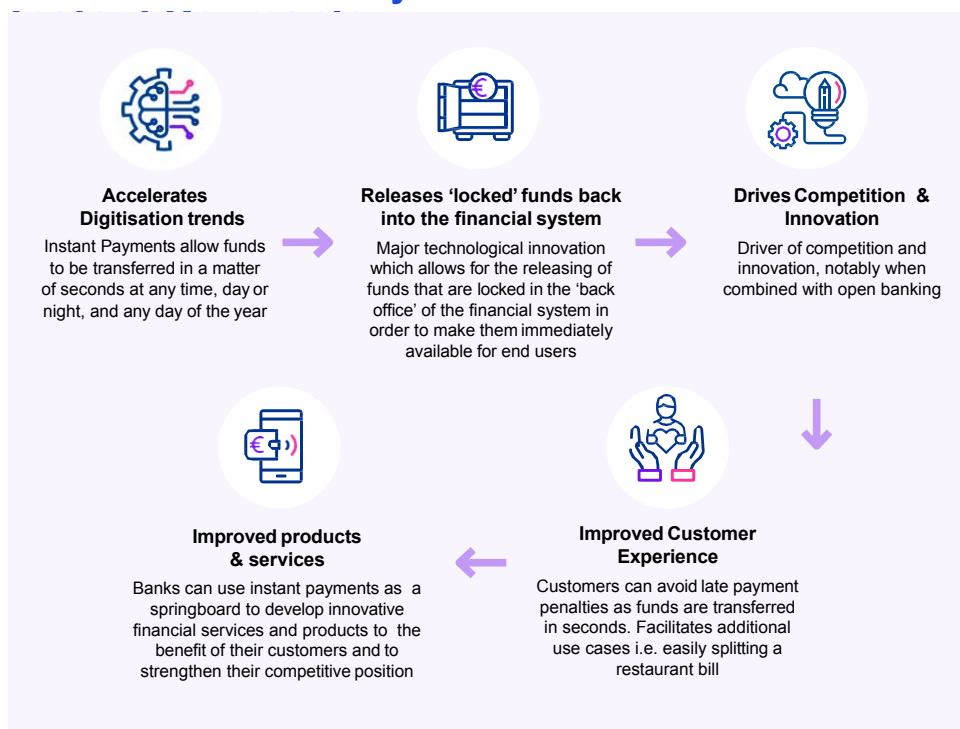 Accelerates
Digitisation trends
Instant Payments allow funds
to be transferred in a matter
of seconds at any time, day or
night, and any day of the year
Releases ‘locked’ funds back
into the financial system
Major technological innovation
which allows for the releasing of
funds that are locked in the ‘back
office’ of the financial system in
order to make them immediately
available for end users
Drives Competition &
Innovation
Driver of competition and
innovation, notably when
combined with open banking
Improved Customer
Experience
Customers can avoid late payment
penalties as funds are transferred
in seconds. Facilitates additional
use cases i.e. easily splitting a
restaurant bill
Improved products
& services
Banks can use instant payments as a
springboard to develop innovative
financial services and products to the
benefit of their customers and to
strengthen their competitive position